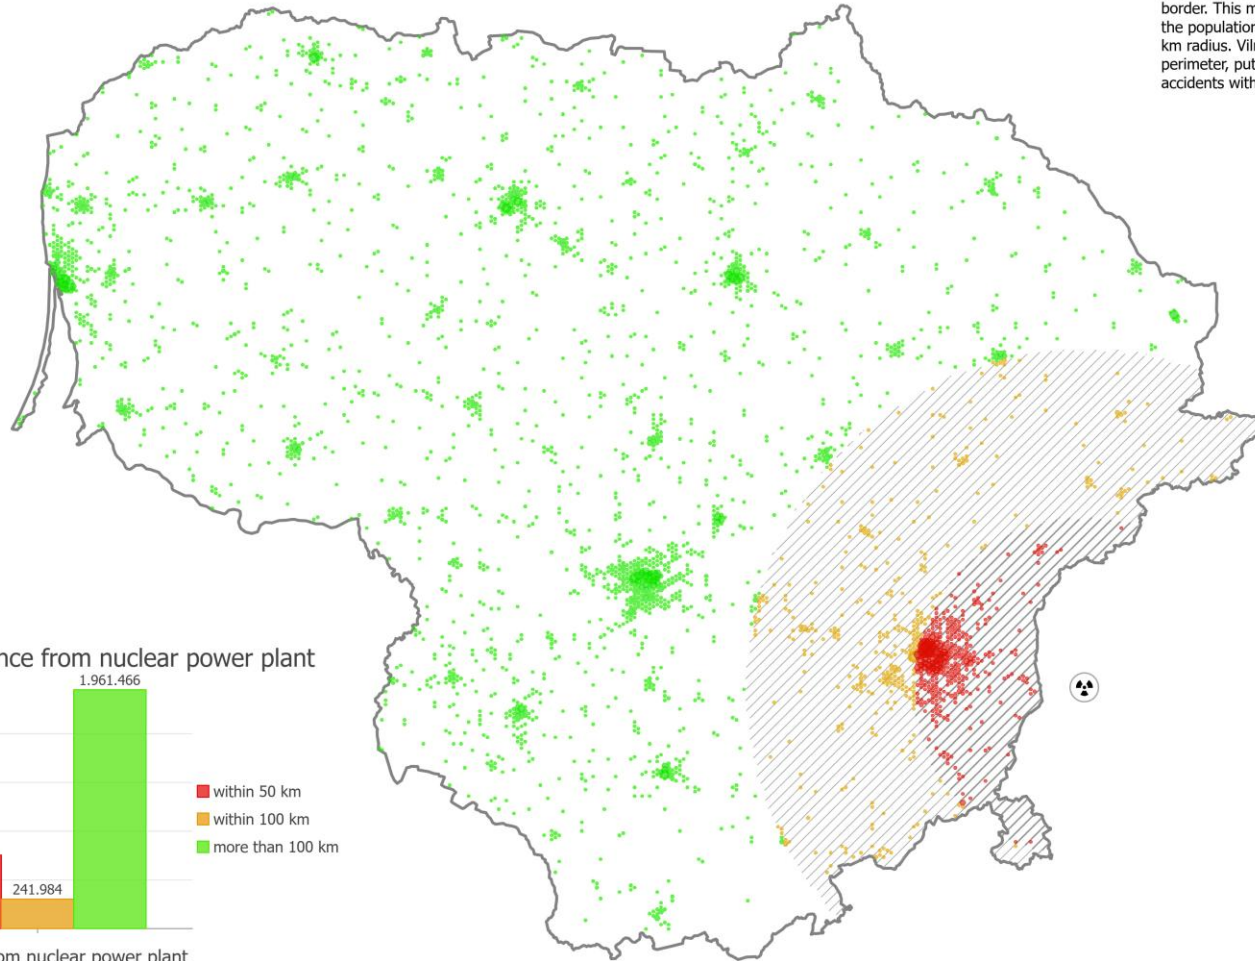 border. This m
the population
km radius. Viln
perimeter, put
accidents with
nce from nuclear power plant
1.961.466
241.984
within 50 km
within 100 km
more than 100 km
om nuclear power plant